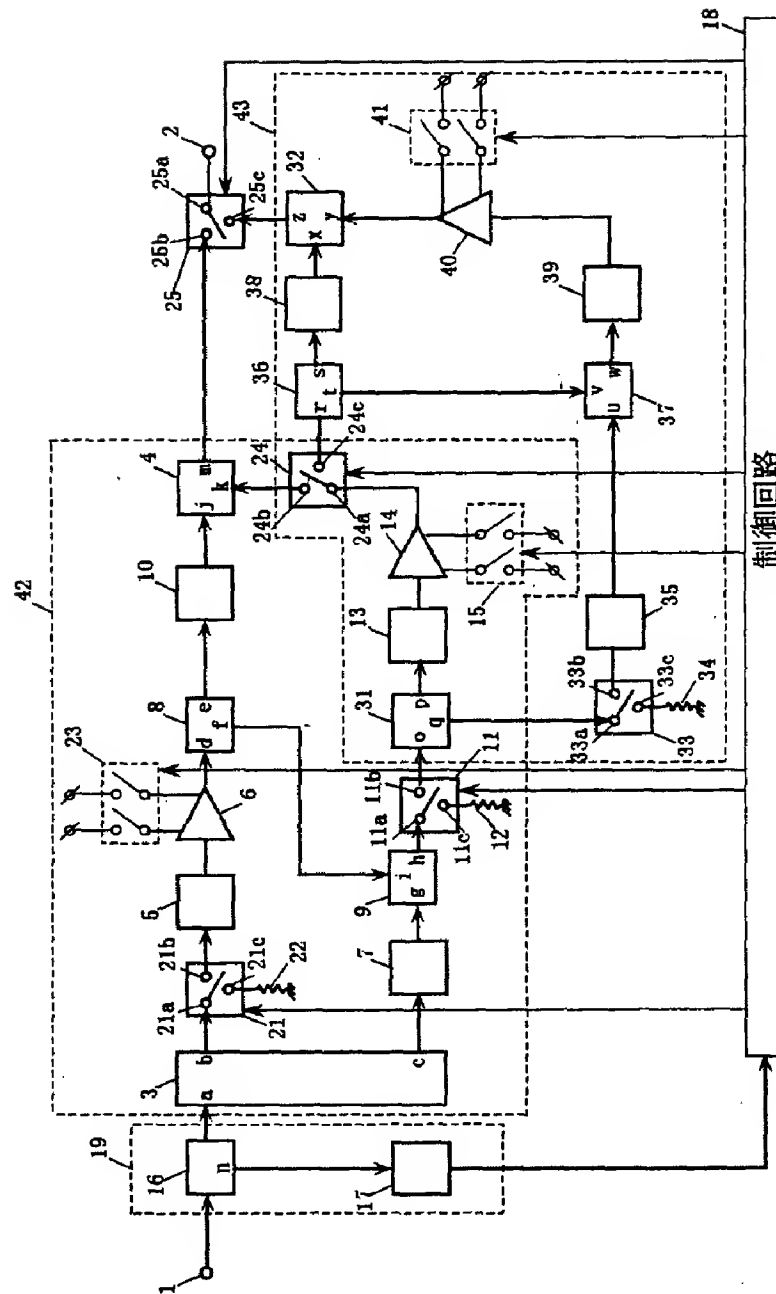 42
43
23
2
25a
25b
25c
25
19
3
21a
21b
5
6
8
d
e
f
10
4
j
m
k
32
z
x
y
41
18
1
16
n
a
b
21c
22
21
24
24b
24a
24c
36
r
s
t
38
40
17
c
7
9
g
i
h
11a
11b
11c
11
12
31
o
p
q
13
14
15
37
U
V
W
39
33a
33b
33c
33
34
35
制御回路